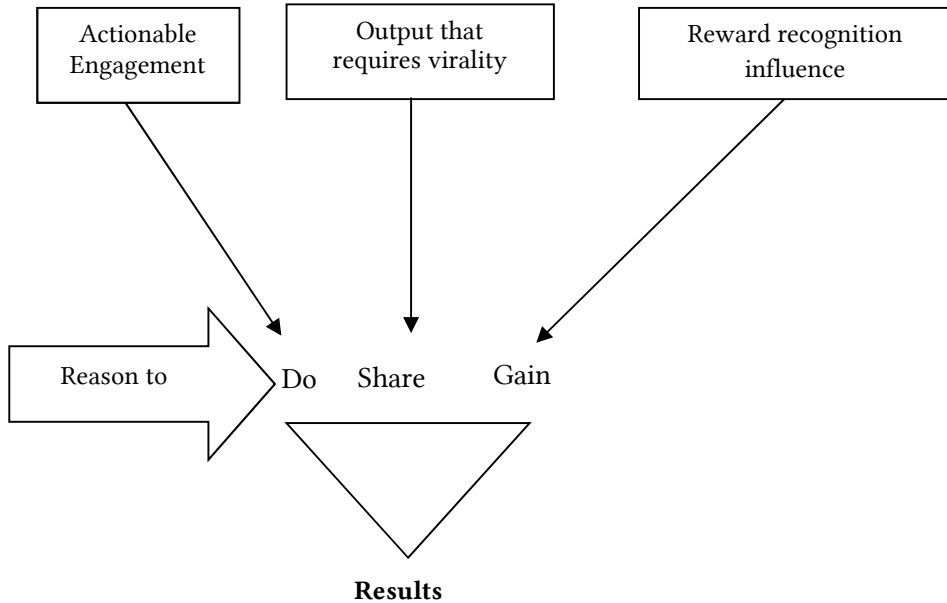 Actionable
Engagement
Output that
requires virality
Reward recognition
influence
Reason to
Do
Share
Gain
Results